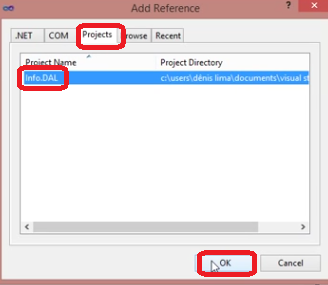 Add Reference
.NET COM Projects Browse Recent
Project Name Project Directory
Info.DAL c:\users\dênis lima\documents\visual st
OK Cancel